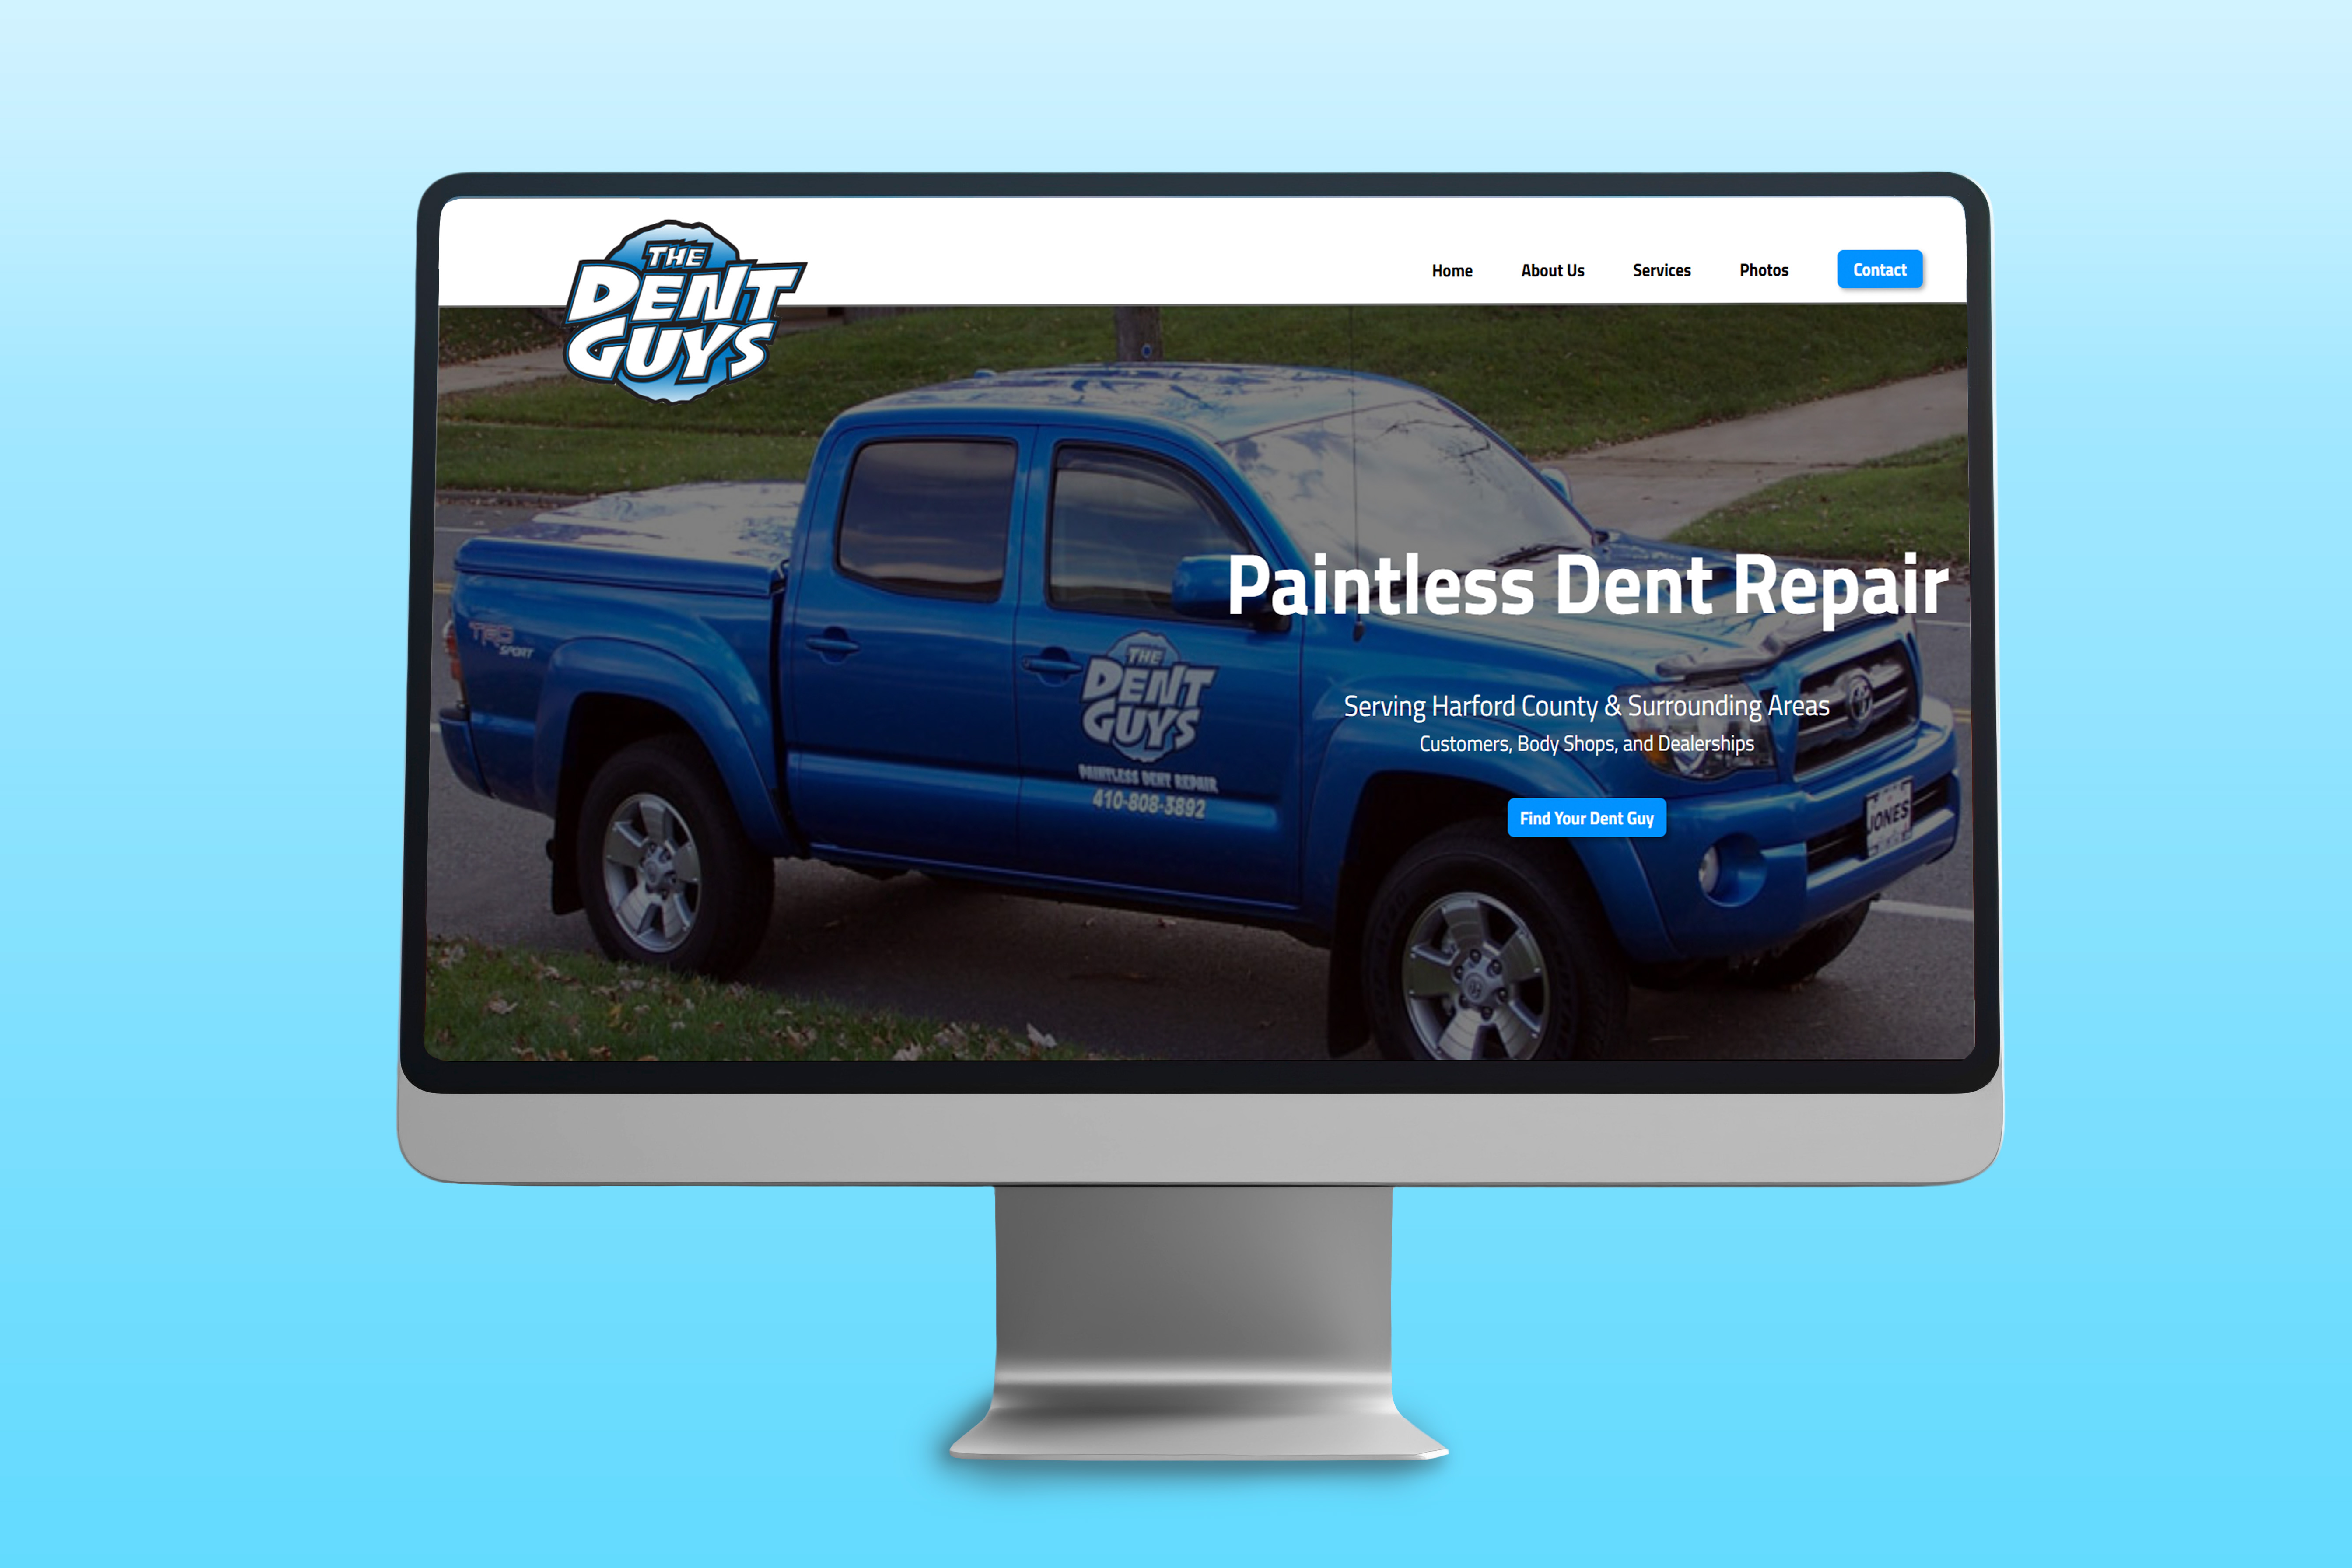 THE
DENT
GUYS
Home About Us Services Photos Contact
Paintless Dent Repair
Serving Harford County & Surrounding Areas
Customers, Body Shops, and Dealerships
Find Your Dent Guy
TRD
SPORT
THE
DENT
GUYS
PAINTLESS DENT REPAIR
410-808-3892
JONES